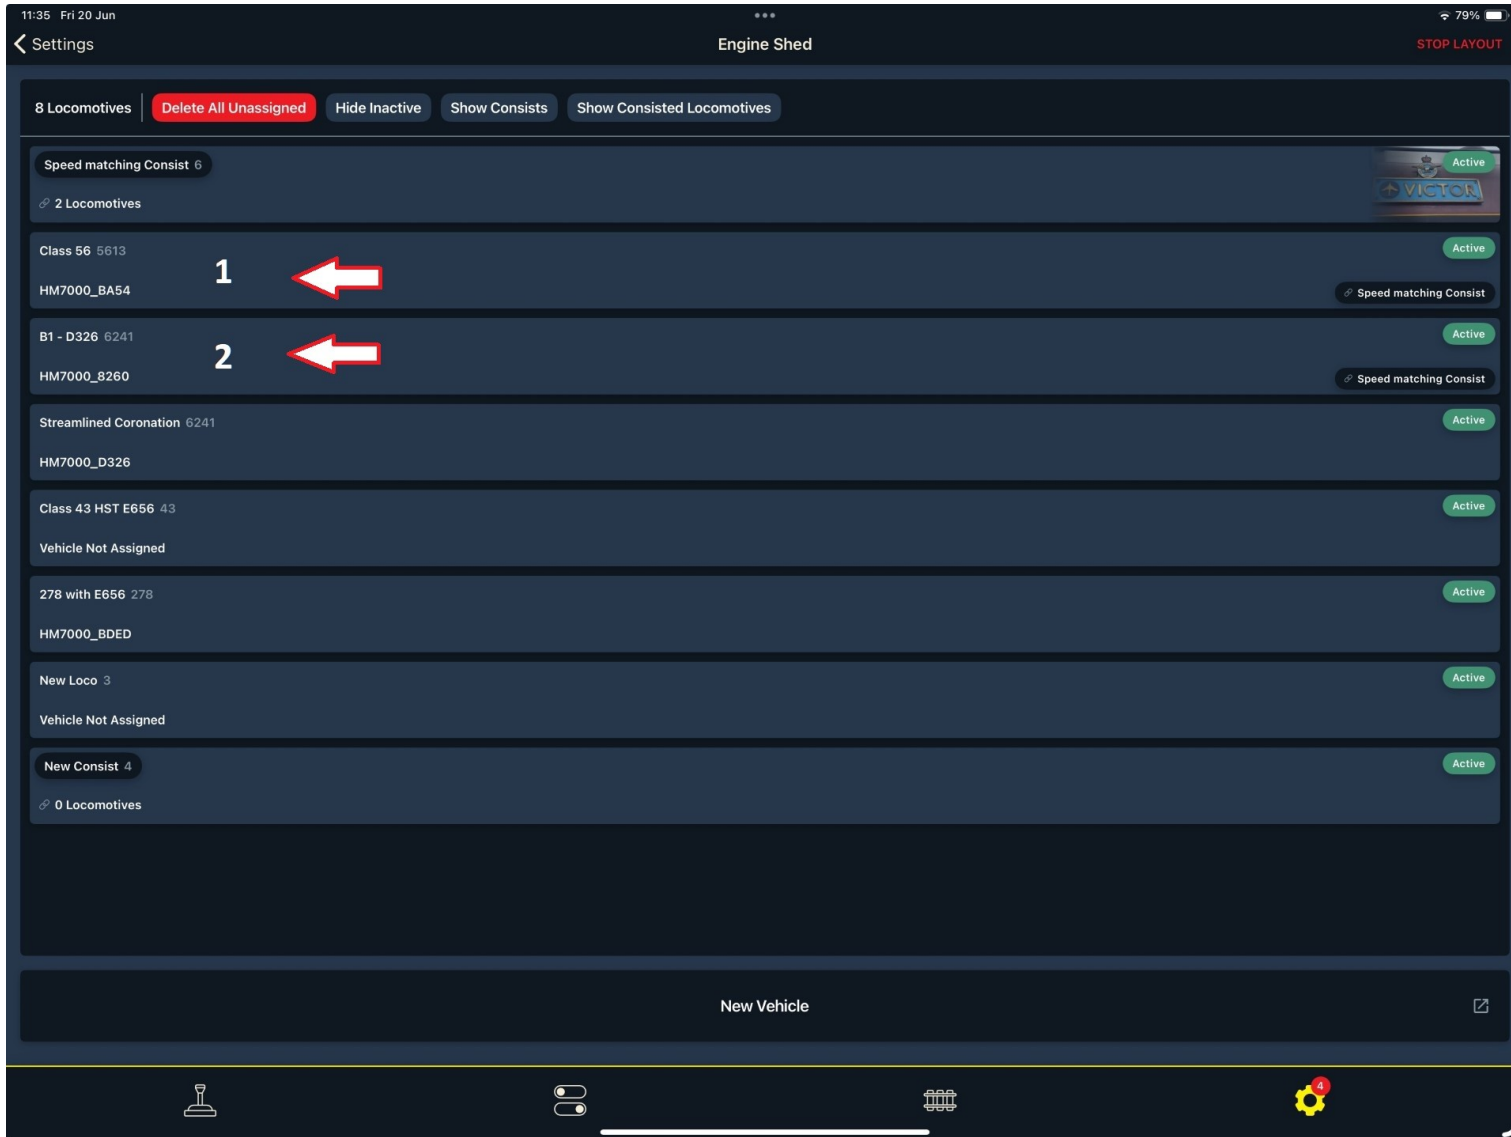 11:35 Fri 20 Jun
79%
Settings
Engine Shed
STOP LAYOUT
8 Locomotives
Delete All Unassigned
Hide Inactive
Show Consists
Show Consisted Locomotives
Speed matching Consist 6
Active
VICTOR
2 Locomotives
Class 56 5613
Active
1
HM7000_BA54
Speed matching Consist
B1 - D326 6241
Active
2
HM7000_8260
Speed matching Consist
Streamlined Coronation 6241
Active
HM7000_D326
Class 43 HST E656 43
Active
Vehicle Not Assigned
278 with E656 278
Active
HM7000_BDED
New Loco 3
Active
Vehicle Not Assigned
New Consist 4
Active
0 Locomotives
New Vehicle
4